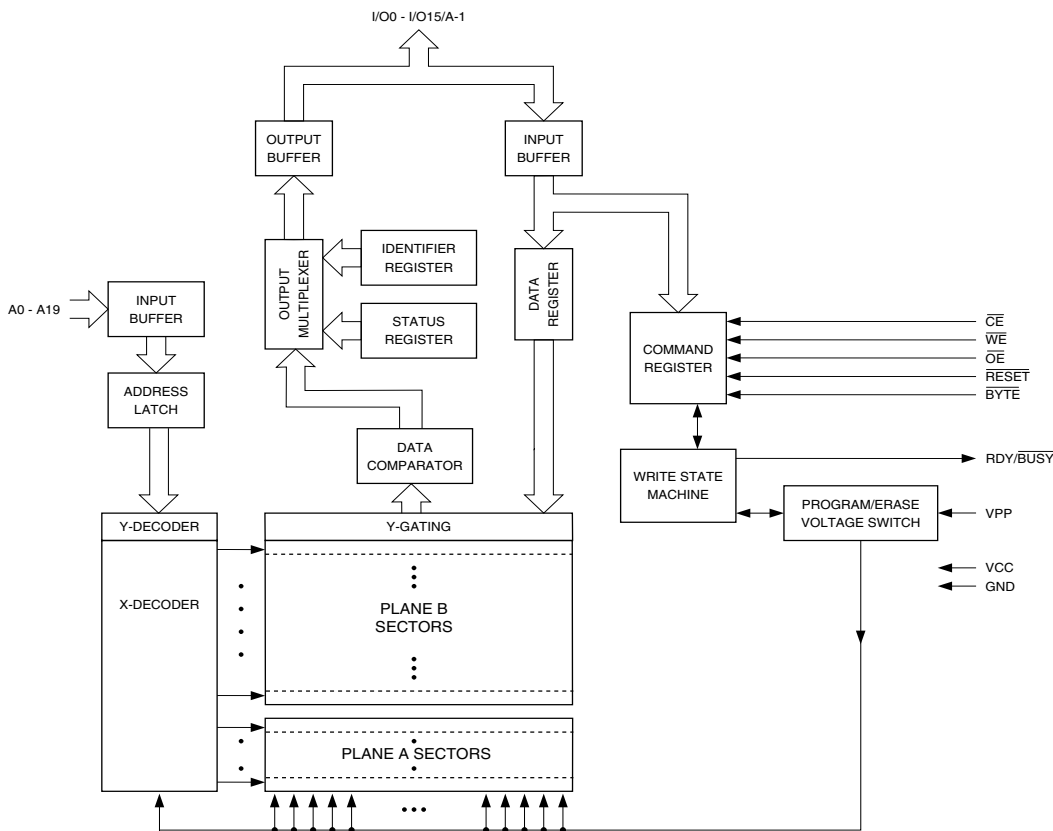 I/O0 - I/O15/A-1
OUTPUT
BUFFER
INPUT
BUFFER
IDENTIFIER
REGISTER
OUTPUT
MULTIPLEXER
DATA
REGISTER
A0 - A19
INPUT
BUFFER
STATUS
REGISTER
COMMAND
REGISTER
CE
WE
OE
RESET
BYTE
ADDRESS
LATCH
DATA
COMPARATOR
WRITE STATE
MACHINE
RDY/BUSY
PROGRAM/ERASE
VOLTAGE SWITCH
VPP
Y-DECODER
Y-GATING
VCC
GND
X-DECODER
PLANE B
SECTORS
PLANE A SECTORS